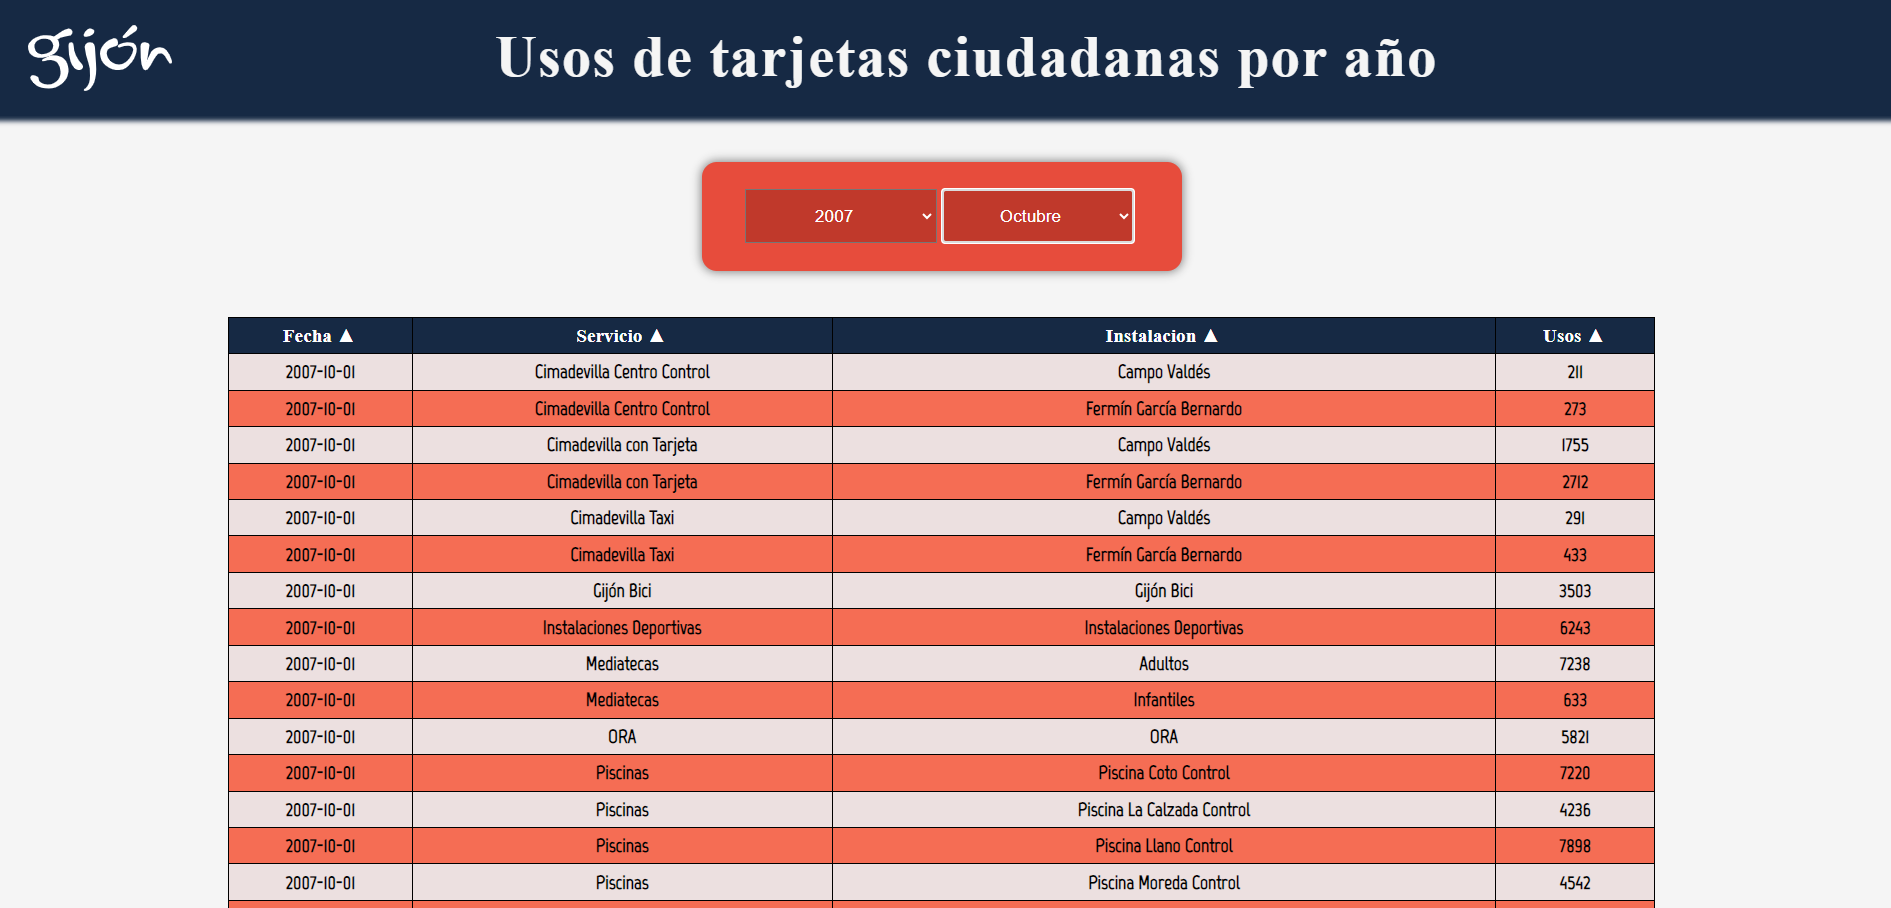 gijón
Usos de tarjetas ciudadanas por año
2007 Octubre
Fecha ▲ Servicio ▲ Instalacion ▲ Usos ▲
2007-10-01 Cimadevilla Centro Control Campo Valdés 211
2007-10-01 Cimadevilla Centro Control Fermín García Bernardo 273
2007-10-01 Cimadevilla con Tarjeta Campo Valdés 1755
2007-10-01 Cimadevilla con Tarjeta Fermín García Bernardo 2712
2007-10-01 Cimadevilla Taxi Campo Valdés 291
2007-10-01 Cimadevilla Taxi Fermín García Bernardo 433
2007-10-01 Gijón Bici Gijón Bici 3503
2007-10-01 Instalaciones Deportivas Instalaciones Deportivas 6243
2007-10-01 Mediatecas Adultos 7238
2007-10-01 Mediatecas Infantiles 633
2007-10-01 ORA ORA 5821
2007-10-01 Piscinas Piscina Coto Control 7220
2007-10-01 Piscinas Piscina La Calzada Control 4236
2007-10-01 Piscinas Piscina Llano Control 7898
2007-10-01 Piscinas Piscina Moreda Control 4542